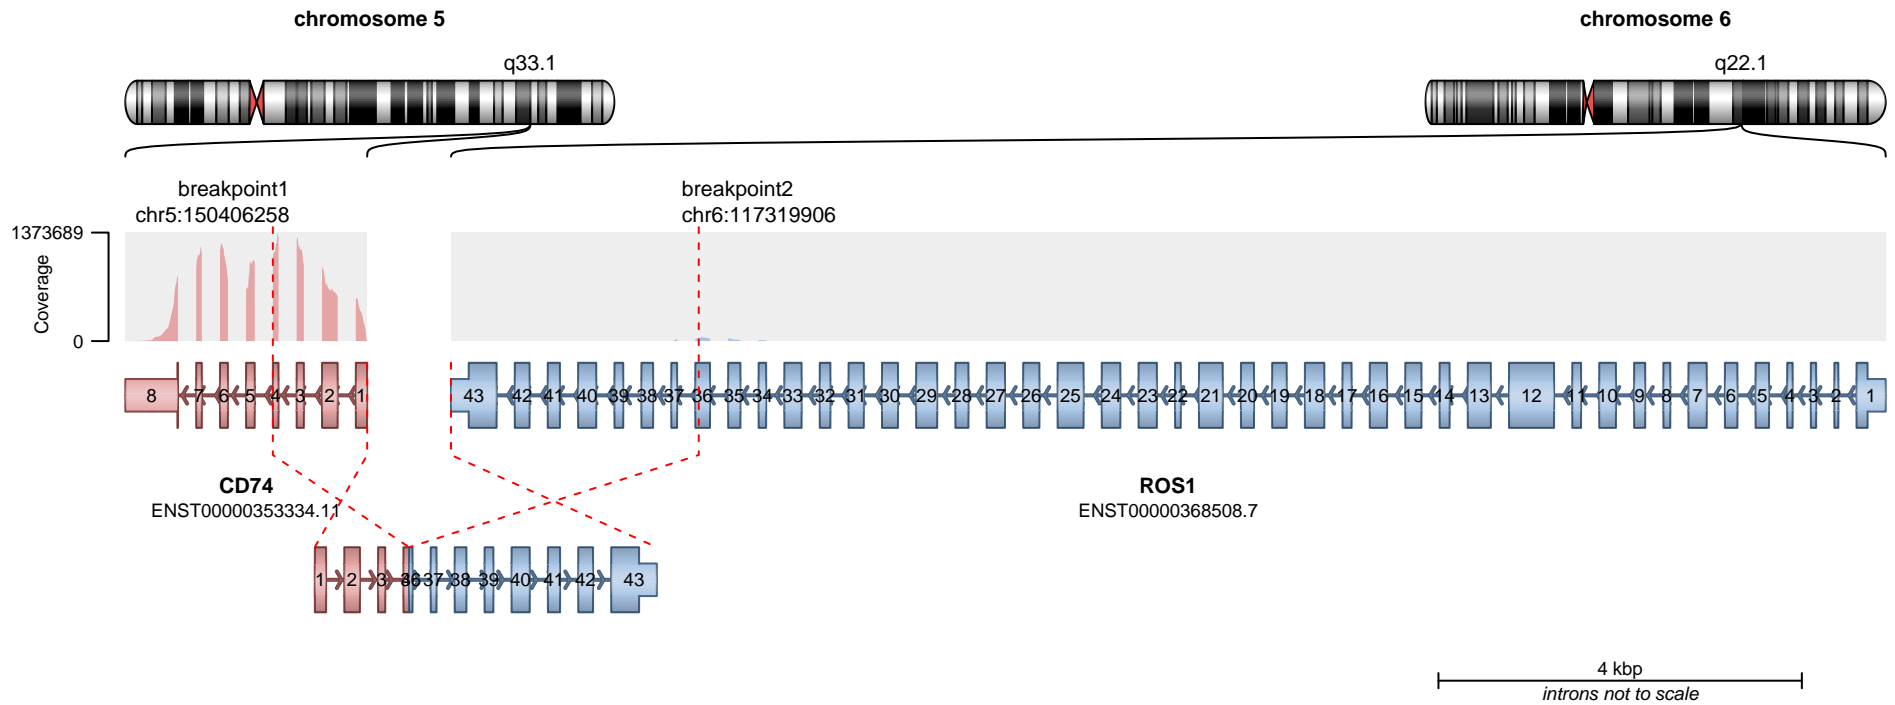 chromosome 5
chromosome 6
q33.1
q22.1
breakpoint1
chr5:150406258
breakpoint2
chr6:117319906
1373689
Coverage
0
8 7 6 5 4 3 2 1
43 42 41 40 39 38 37 36 35 34 33 32 31 30 29 28 27 26 25 24 23 22 21 20 19 18 17 16 15 14 13 12 11 10 9 8 7 6 5 4 3 2 1
CD74
ENST00000353334.11
ROS1
ENST00000368508.7
1 2 3 4 36 37 38 39 40 41 42 43
4 kbp
introns not to scale